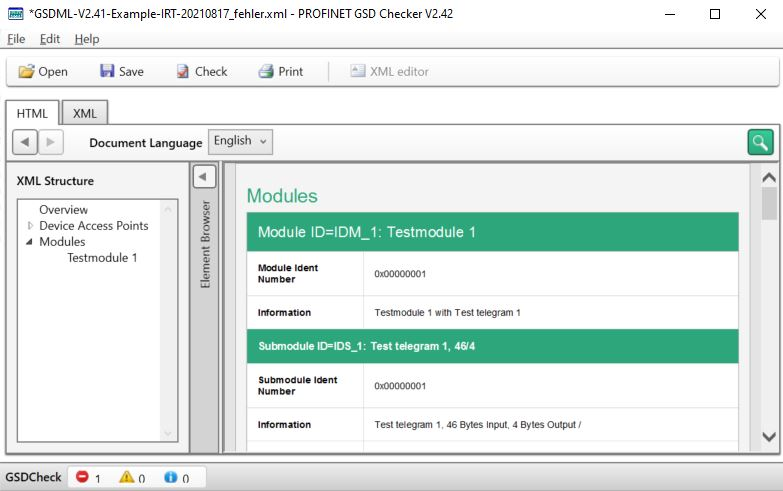 *GSDML-V2.41-Example-IRT-20210817_fehler.xml - PROFINET GSD Checker V2.42
File Edit Help
Open Save Check Print XML editor
HTML XML
Document Language English
XML Structure
Overview
Device Access Points
Modules
Testmodule 1
Element Browser
Modules
Module ID=IDM_1: Testmodule 1
Module Ident
Number
0x00000001
Information
Testmodule 1 with Test telegram 1
Submodule ID=IDS_1: Test telegram 1, 46/4
Submodule Ident
Number
0x00000001
Information
Test telegram 1, 46 Bytes Input, 4 Bytes Output /
GSDCheck 1 0 0